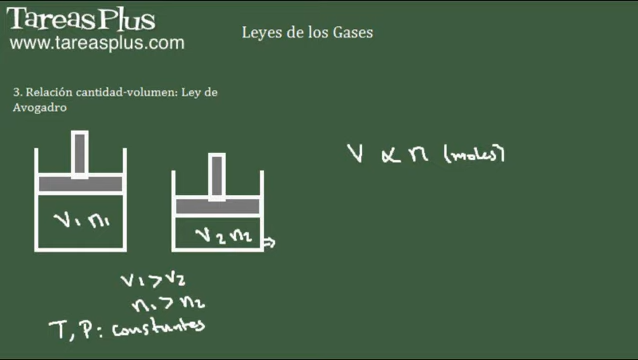 TareasPlus
www.tareasplus.com
Leyes de los Gases
3. Relación cantidad-volumen: Ley de
Avogadro
V ∝ n (moles)
V₁ n₁
V₂ n₂
V₁ > V₂
n₁ > n₂
T, P: constantes